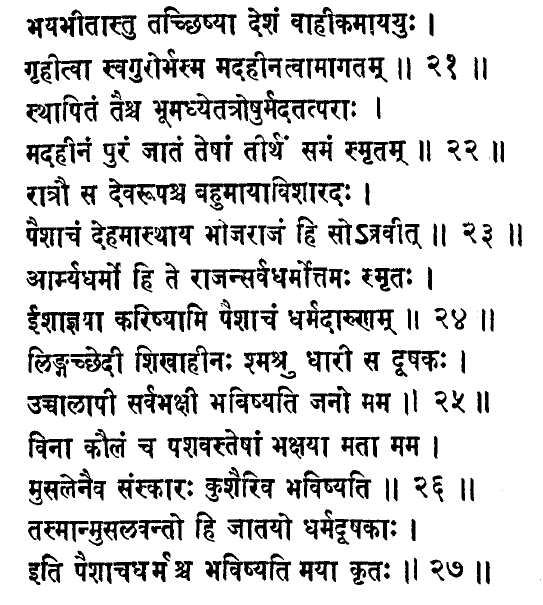 भयभीतास्तु तच्छिष्या देशं वाहीकमाययुः ।
गृहीत्वा स्वगुरोर्भस्म मदहीनत्वामागतम् ॥ २१ ॥
स्थापितं तैश्च भूमध्येतत्रोषुर्मदतत्पराः ।
मदहीनं पुरं जातं तेषां तीर्थं समं स्मृतम् ॥ २२ ॥
रात्रौ स देवरूपश्च बहुमायाविशारदः ।
पैशाचं देहमास्थाय भोजराजं हि सोऽब्रवीत् ॥ २३ ॥
आर्म्यधर्मो हि ते राजन्सर्वधर्मोत्तमः स्मृतः ।
ईशाज्ञया करिष्यामि पैशाचं धर्मदारुणम् ॥ २४ ॥
लिङ्गच्छेदी शिखाहीनः श्मश्रु धारी स दूषकः ।
उच्चालापी सर्वभक्षी भविष्यति जनो मम ॥ २५ ॥
विना कौलं च पशवस्तेषां भक्षया मता मम ।
मुसलेनैव संस्कारः कुशैरिव भविष्यति ॥ २६ ॥
तस्मान्मुसलवन्तो हि जातयो धर्मदूषकाः ।
इति पैशाचधर्मश्च भविष्यति मया कृतः ॥ २७ ॥